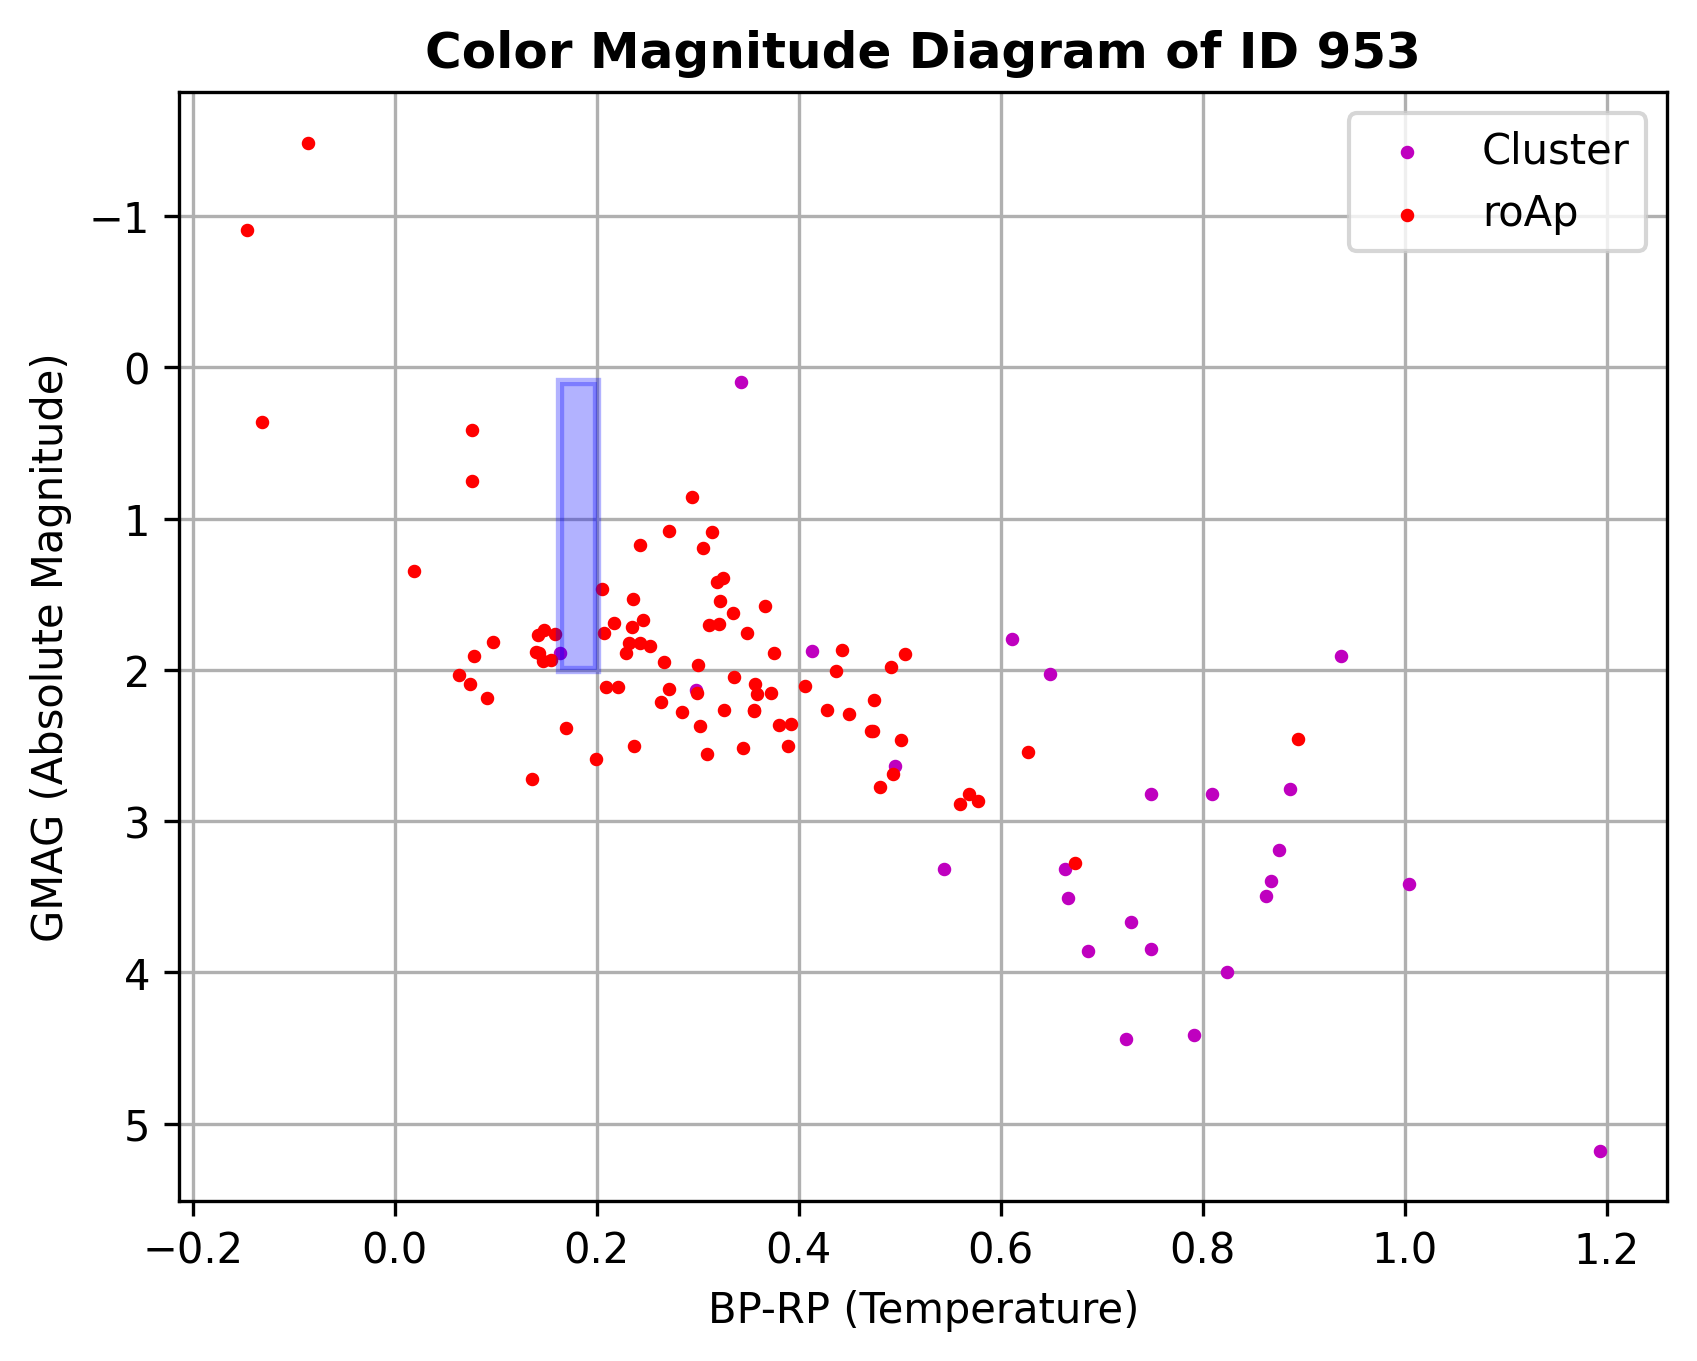 Color Magnitude Diagram of ID 953
Cluster
roAp
GMAG (Absolute Magnitude)
−1
0
1
2
3
4
5
−0.2 0.0 0.2 0.4 0.6 0.8 1.0 1.2
BP-RP (Temperature)